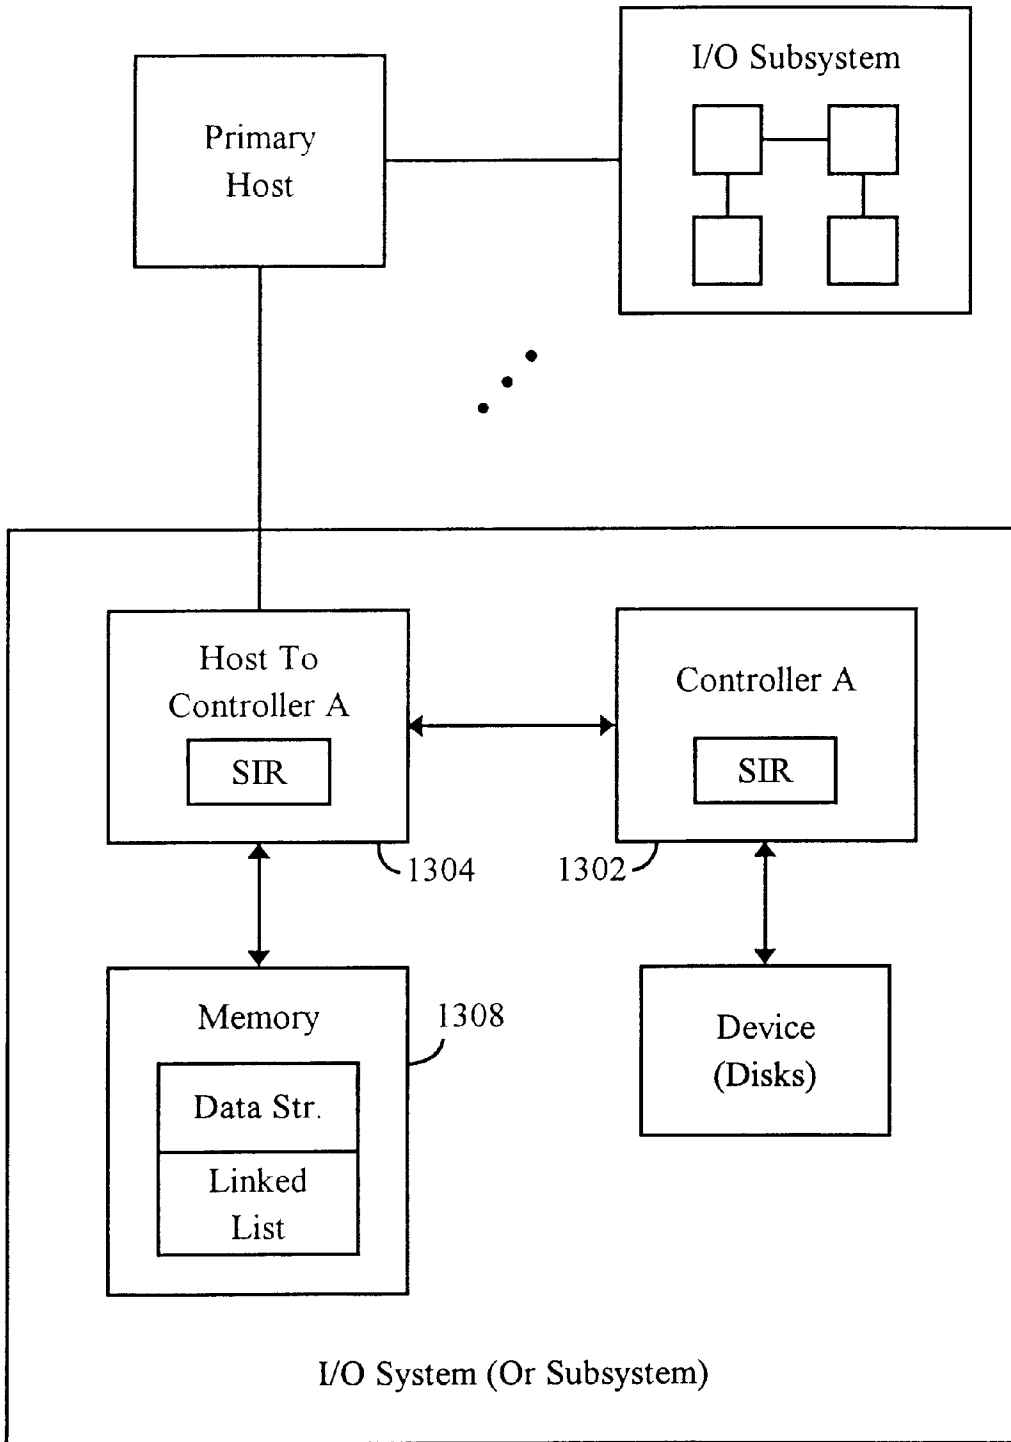 I/O Subsystem
Primary
Host
Host To
Controller A
SIR
Controller A
SIR
1304
1302
Memory
1308
Data Str.
Linked
List
Device
(Disks)
I/O System (Or Subsystem)